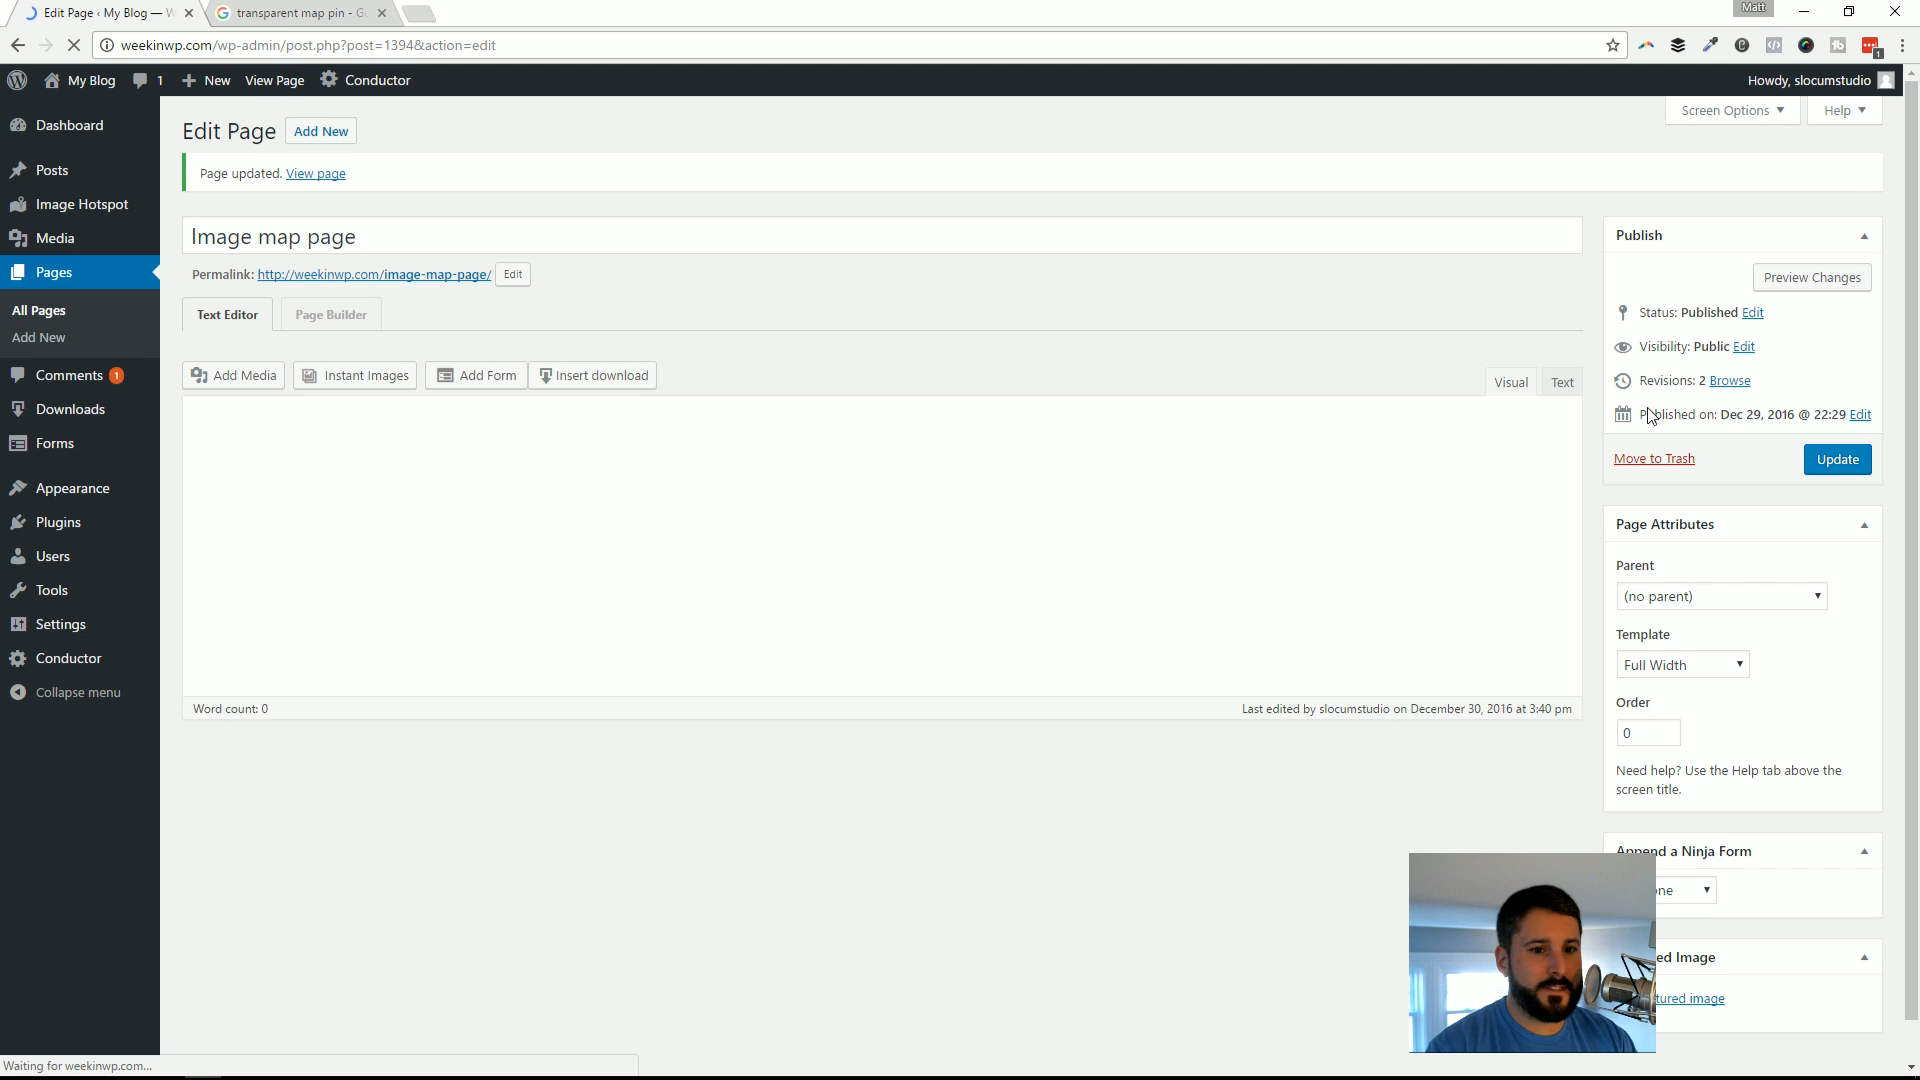 Edit Page ‹ My Blog — W
transparent map pin - Go
Matt
weekinwp.com/wp-admin/post.php?post=1394&action=edit
1
My Blog
1
New
View Page
Conductor
Howdy, slocumstudio
Screen Options
Help
Dashboard
Posts
Image Hotspot
Media
Pages
All Pages
Add New
Comments 1
Downloads
Forms
Appearance
Plugins
Users
Tools
Settings
Conductor
Collapse menu
Edit Page
Add New
Page updated. View page
Image map page
Permalink: http://weekinwp.com/image-map-page/ Edit
Text Editor
Page Builder
Add Media
Instant Images
Add Form
Insert download
Visual
Text
Word count: 0
Last edited by slocumstudio on December 30, 2016 at 3:40 pm
Publish
Preview Changes
Status: Published Edit
Visibility: Public Edit
Revisions: 2 Browse
Published on: Dec 29, 2016 @ 22:29 Edit
Move to Trash
Update
Page Attributes
Parent
(no parent)
Template
Full Width
Order
0
Need help? Use the Help tab above the
screen title.
Append a Ninja Form
one
ed Image
tured image
Waiting for weekinwp.com...